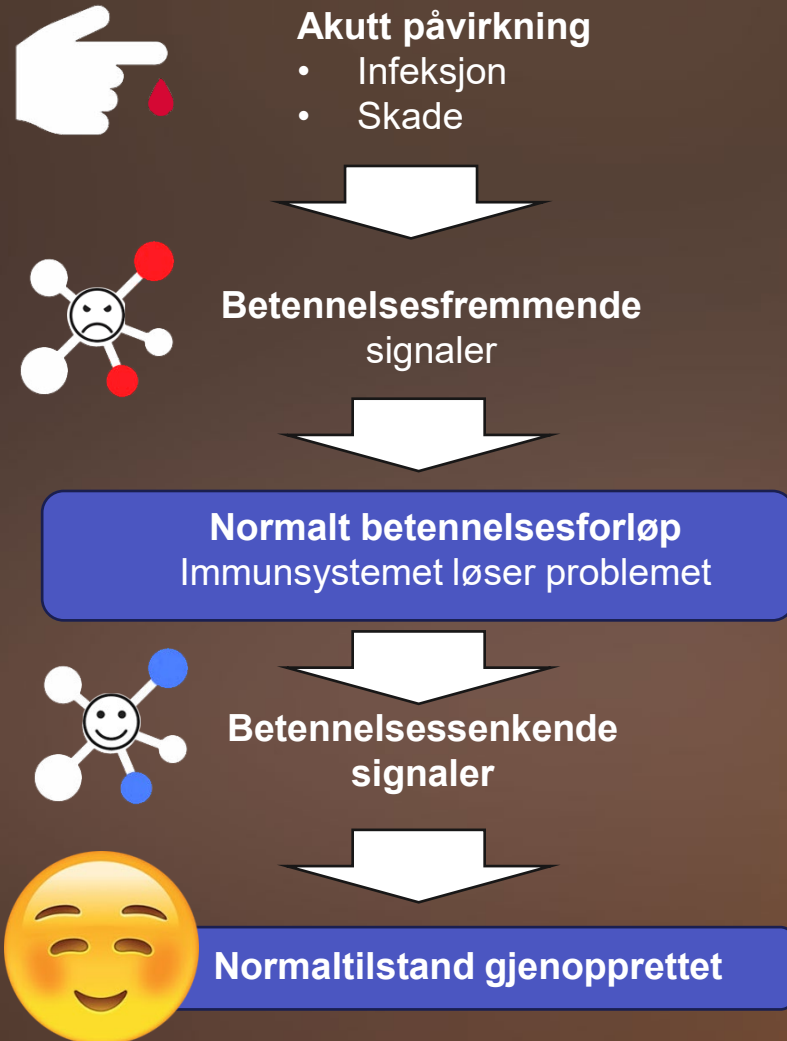 Akutt påvirkning
• Infeksjon
• Skade
Betennelsesfremmende
signaler
Normalt betennelsesforløp
Immunsystemet løser problemet
Betennelsessenkende
signaler
Normaltilstand gjenopprettet